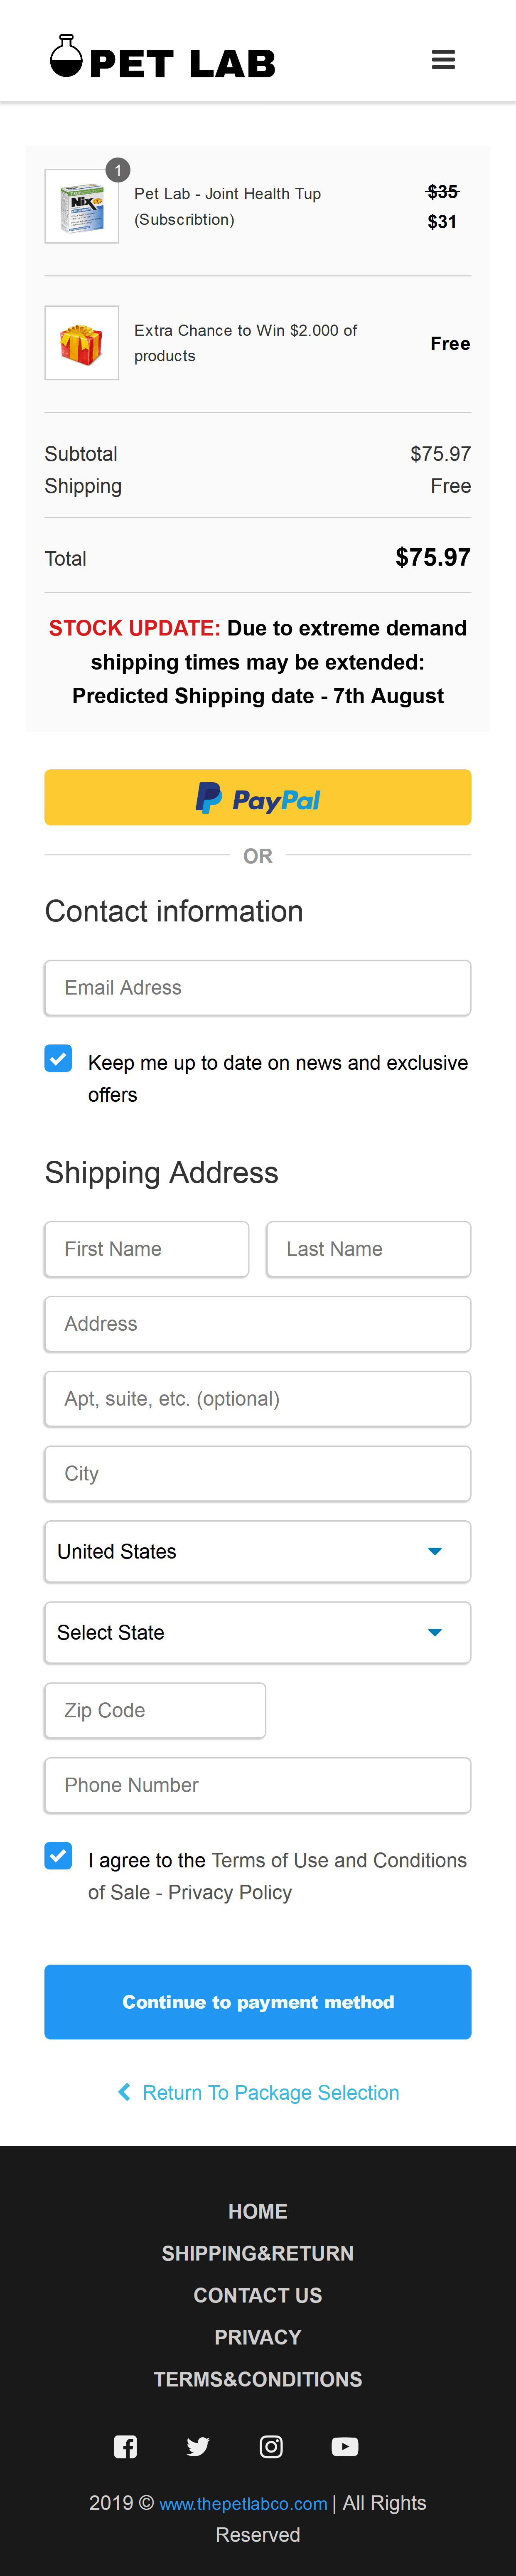 PET LAB
1
Pet Lab - Joint Health Tup
(Subscribtion)
$35
$31
Nix
Extra Chance to Win $2.000 of
products
Free
Subtotal $75.97
Shipping Free
Total $75.97
STOCK UPDATE: Due to extreme demand
shipping times may be extended:
Predicted Shipping date - 7th August
PayPal
OR
Contact information
Email Adress
Keep me up to date on news and exclusive
offers
Shipping Address
First Name Last Name
Address
Apt, suite, etc. (optional)
City
United States
Select State
Zip Code
Phone Number
I agree to the Terms of Use and Conditions
of Sale - Privacy Policy
Continue to payment method
Return To Package Selection
HOME
SHIPPING&RETURN
CONTACT US
PRIVACY
TERMS&CONDITIONS
2019 © www.thepetlabco.com | All Rights
Reserved